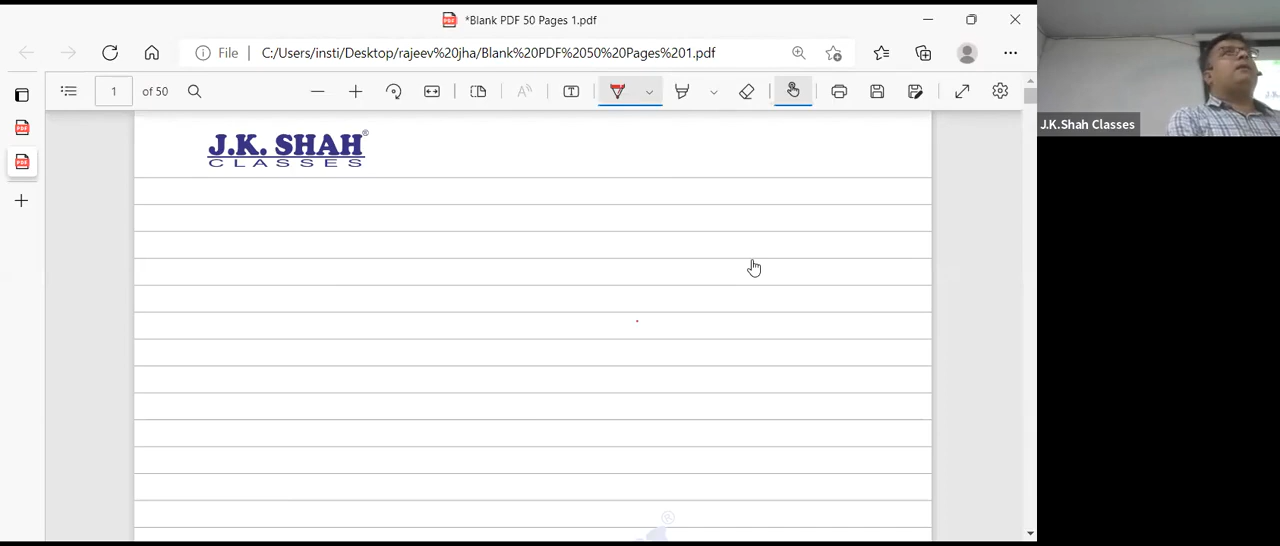 *Blank PDF 50 Pages 1.pdf
File
C:/Users/insti/Desktop/rajeev%20jha/Blank%20PDF%2050%20Pages%201.pdf
1 of 50
J.K. SHAH®
CLASSES
®
J.K.Shah Classes